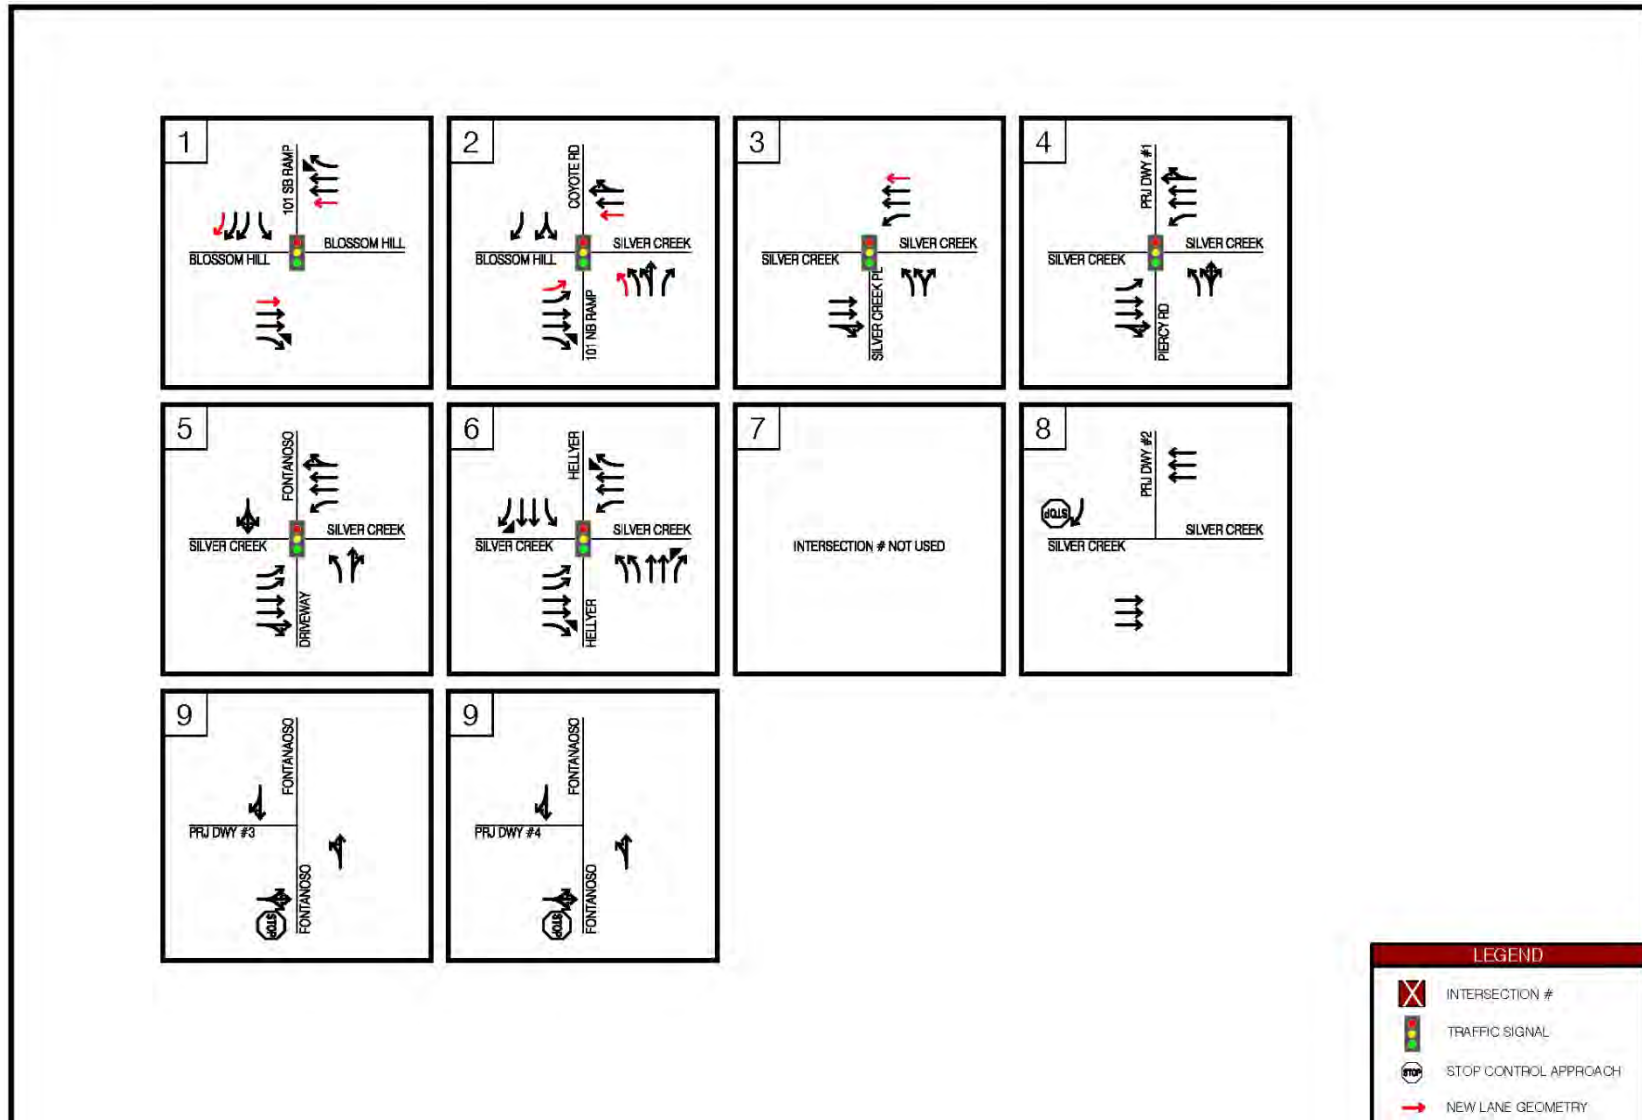 1
101 SB RAMP
BLOSSOM HILL
BLOSSOM HILL
2
COYOTE RD
SILVER CREEK
BLOSSOM HILL
101 NB RAMP
3
SILVER CREEK
SILVER CREEK
SILVER CREEK PL
4
PRJ DWY #1
SILVER CREEK
SILVER CREEK
PIERCY RD
5
FONTANOSO
SILVER CREEK
SILVER CREEK
DRIVEWAY
6
HELLYER
SILVER CREEK
SILVER CREEK
HELLYER
7
INTERSECTION # NOT USED
8
PRJ DWY #2
STOP
SILVER CREEK
SILVER CREEK
9
FONTANAOSO
PRJ DWY #3
FONTANOSO
STOP
9
FONTANAOSO
PRJ DWY #4
FONTANOSO
STOP
LEGEND
X INTERSECTION #
TRAFFIC SIGNAL
STOP STOP CONTROL APPROACH
NEW LANE GEOMETRY